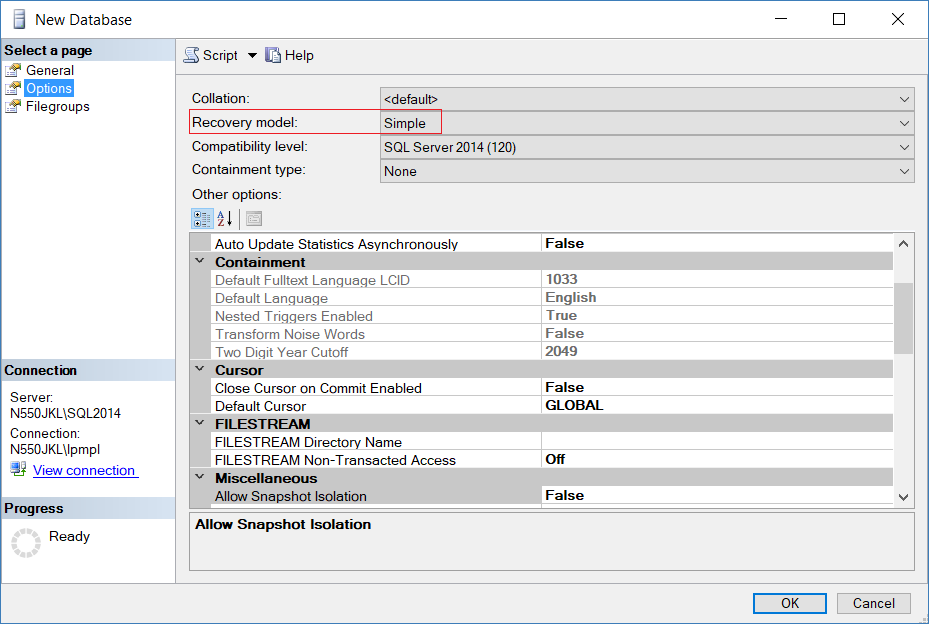 New Database
Select a page
General
Options
Filegroups
Script Help
Collation: <default>
Recovery model: Simple
Compatibility level: SQL Server 2014 (120)
Containment type: None
Other options:
Auto Update Statistics Asynchronously False
Containment
Default Fulltext Language LCID 1033
Default Language English
Nested Triggers Enabled True
Transform Noise Words False
Two Digit Year Cutoff 2049
Cursor
Close Cursor on Commit Enabled False
Default Cursor GLOBAL
FILESTREAM
FILESTREAM Directory Name
FILESTREAM Non-Transacted Access Off
Miscellaneous
Allow Snapshot Isolation False
Allow Snapshot Isolation
Connection
Server:
N550JKL\SQL2014
Connection:
N550JKL\lpmpl
View connection
Progress
Ready
OK Cancel